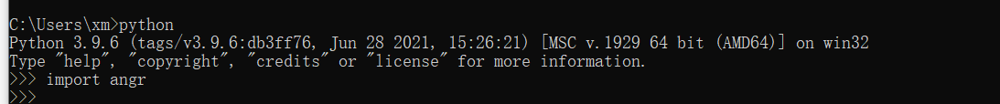 C:\Users\xm>python
Python 3.9.6 (tags/v3.9.6:db3ff76, Jun 28 2021, 15:26:21) [MSC v.1929 64 bit (AMD64)] on win32
Type "help", "copyright", "credits" or "license" for more information.
>>> import angr
>>>